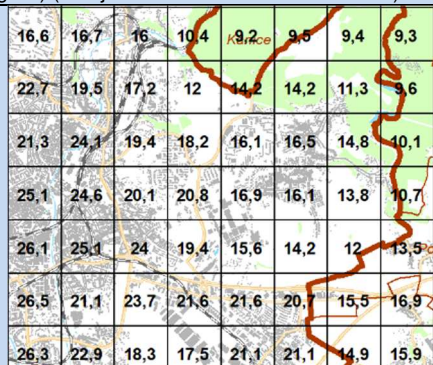 16,6 16,7 16 10,4 9,2 9,5 9,4 9,3
22,7 19,5 17,2 12 14,2 14,2 11,3 9,6
21,3 24,1 19,4 18,2 16,1 16,5 14,8 10,1
25,1 24,6 20,1 20,8 16,9 16,1 13,8 10,7
26,1 25,1 24 19,4 15,6 14,2 12 13,5
26,5 21,1 23,7 21,6 21,6 20,7 15,5 16,9
26,3 22,9 18,3 17,5 21,1 21,1 14,9 15,9